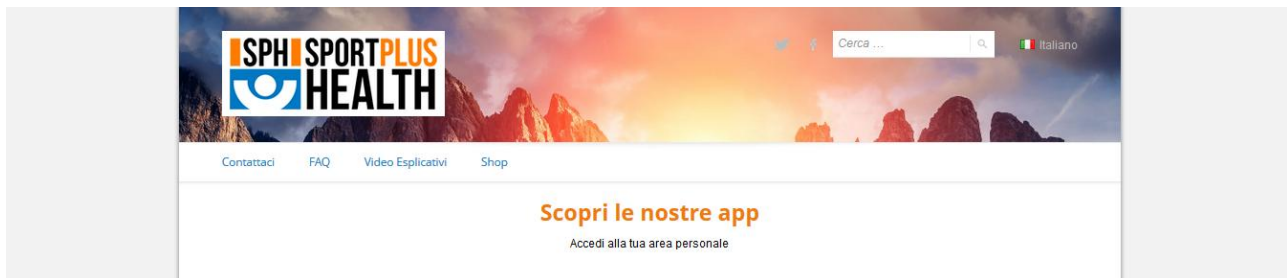 SPH SPORTPLUS
HEALTH
Cerca ...
Italiano
Contattaci FAQ Video Esplicativi Shop
Scopri le nostre app
Accedi alla tua area personale